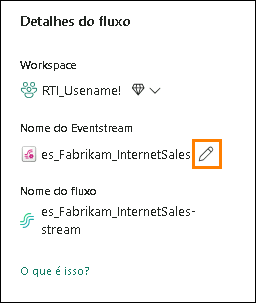 Detalhes do fluxo
Workspace
RTI_Usename!
Nome do Eventstream
es_Fabrikam_InternetSales
Nome do fluxo
es_Fabrikam_InternetSales-
stream
O que é isso?